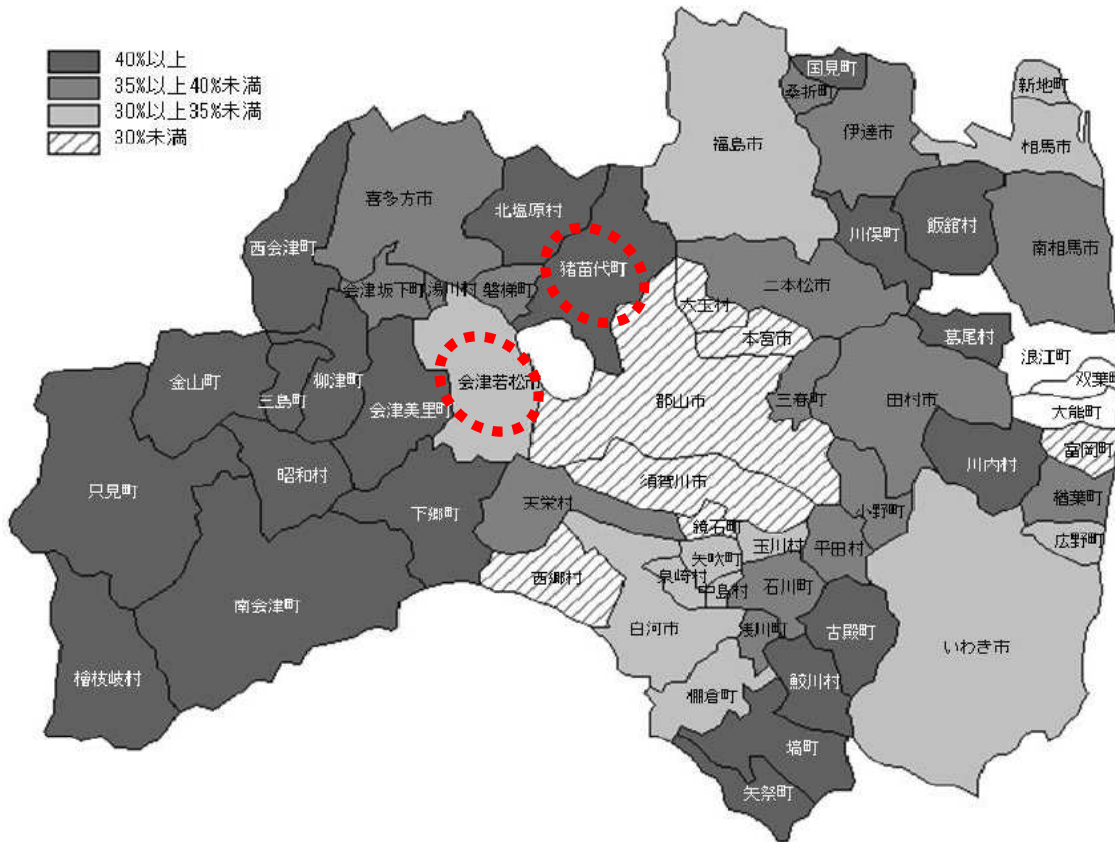 40%以上
35%以上40%未満
30%以上35%未満
30%未満
国見町
桑折町
新地町
伊達市
福島市
相馬市
喜多方市
北塩原村
西会津町
川俣町
飯舘村
南相馬市
猪苗代町
会津坂下町
湯川村
磐梯町
二本松市
大玉村
本宮市
葛尾村
浪江町
双葉町
金山町
三島町
柳津町
会津美里町
会津若松市
郡山市
三春町
田村市
大熊町
富岡町
只見町
昭和村
下郷町
天栄村
須賀川市
川内村
楢葉町
小野町
鏡石町
玉川村
平田村
広野町
矢吹町
泉崎村
中島村
石川町
西郷村
南会津町
白河市
浅川町
古殿町
いわき市
檜枝岐村
棚倉町
鮫川村
塙町
矢祭町